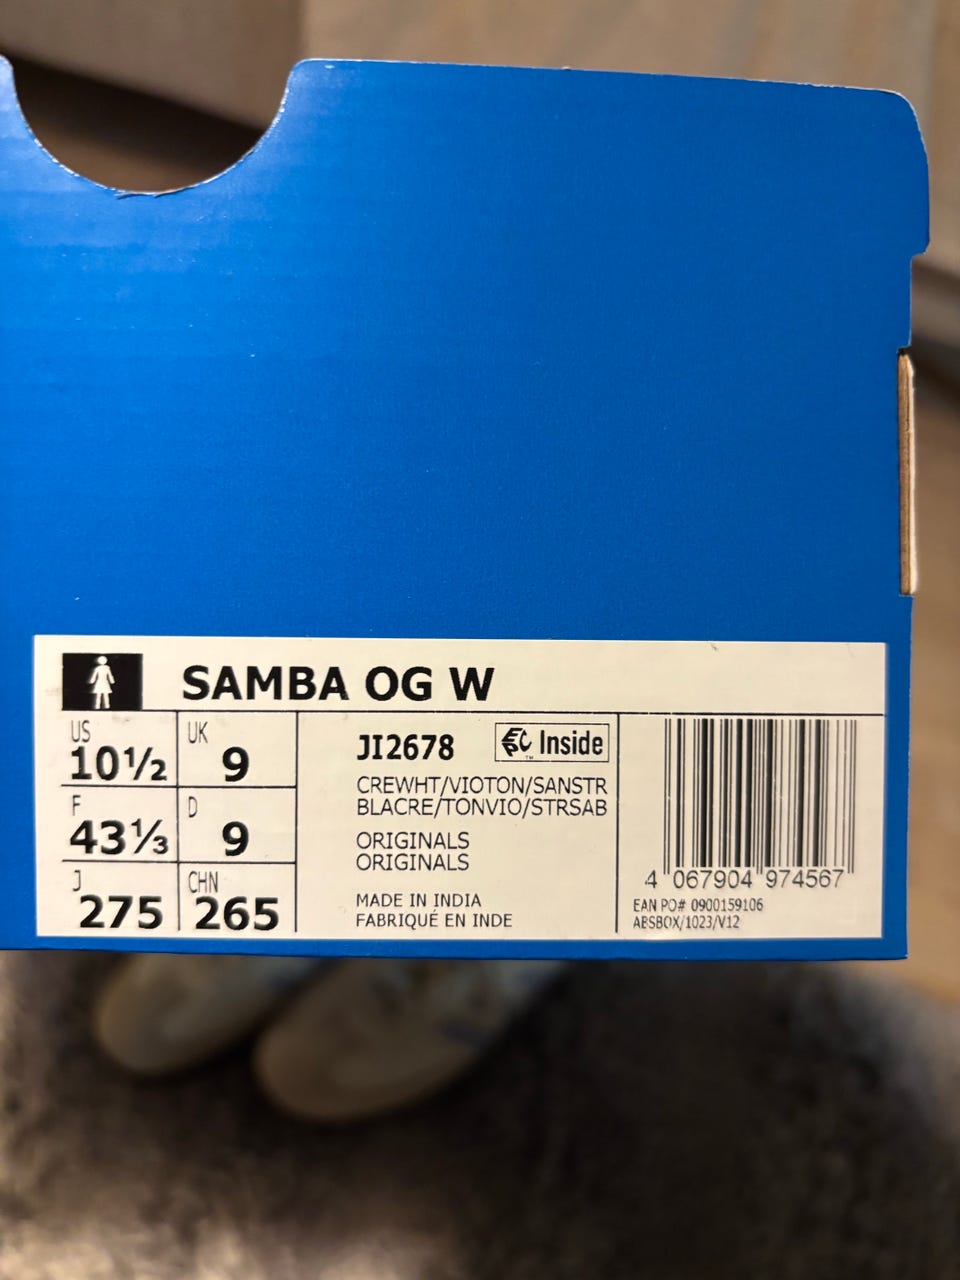 SAMBA OG W
US
10½
UK
9
F
43⅓
D
9
J
275
CHN
265
JI2678
Inside
™
CREWHT/VIOTON/SANSTR
BLACRE/TONVIO/STRSAB
ORIGINALS
ORIGINALS
MADE IN INDIA
FABRIQUÉ EN INDE
4 067904 974567
EAN PO# 0900159106
ABSBOX/1023/V12